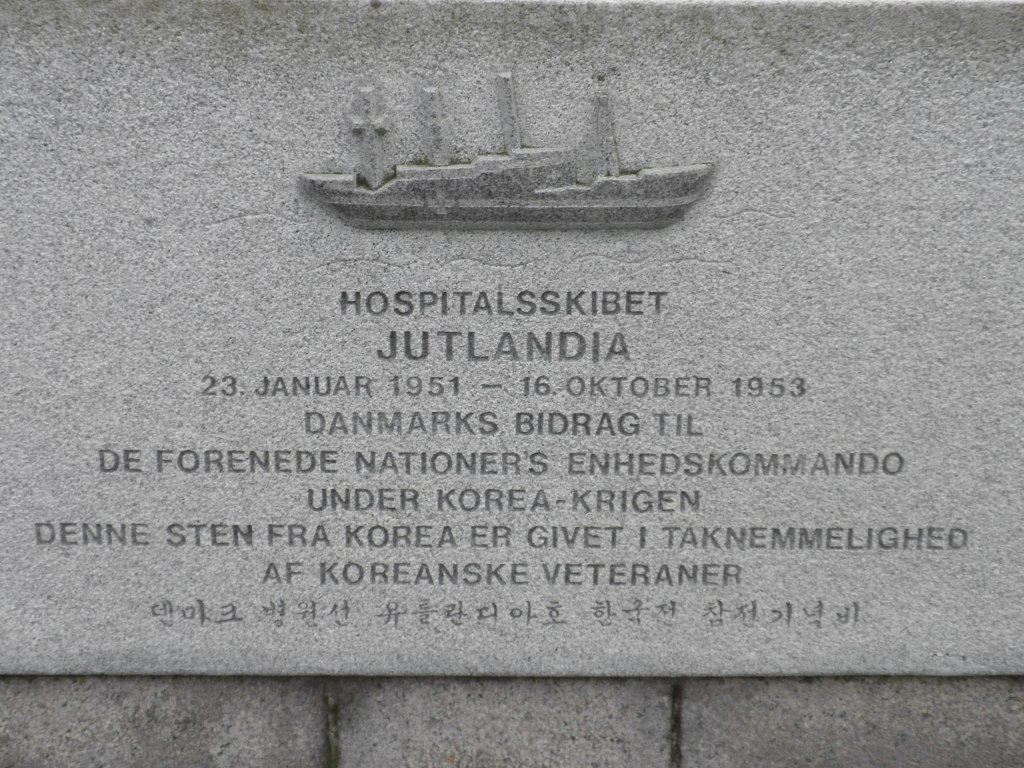 HOSPITALSSKIBET
JUTLANDIA
23. JANUAR 1951 – 16. OKTOBER 1953
DANMARKS BIDRAG TIL
DE FORENEDE NATIONER'S ENHEDSKOMMANDO
UNDER KOREA-KRIGEN
DENNE STEN FRA KOREA ER GIVET I TAKNEMMELIGHED
AF KOREANSKE VETERANER
덴마크 병원선 유틀란디아호 한국전 참전기념비